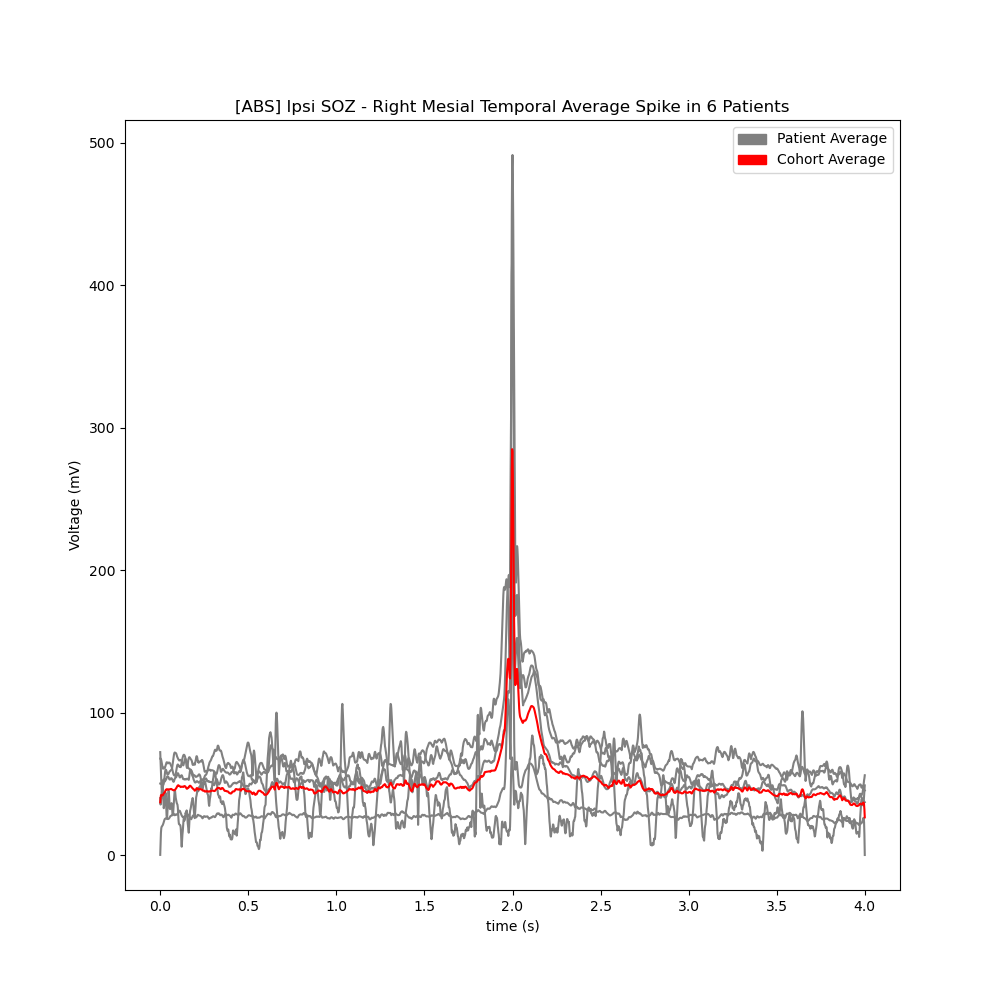 [ABS] Ipsi SOZ - Right Mesial Temporal Average Spike in 6 Patients
Patient Average
Cohort Average
Voltage (mV)
500
400
300
200
100
0
0.0 0.5 1.0 1.5 2.0 2.5 3.0 3.5 4.0
time (s)